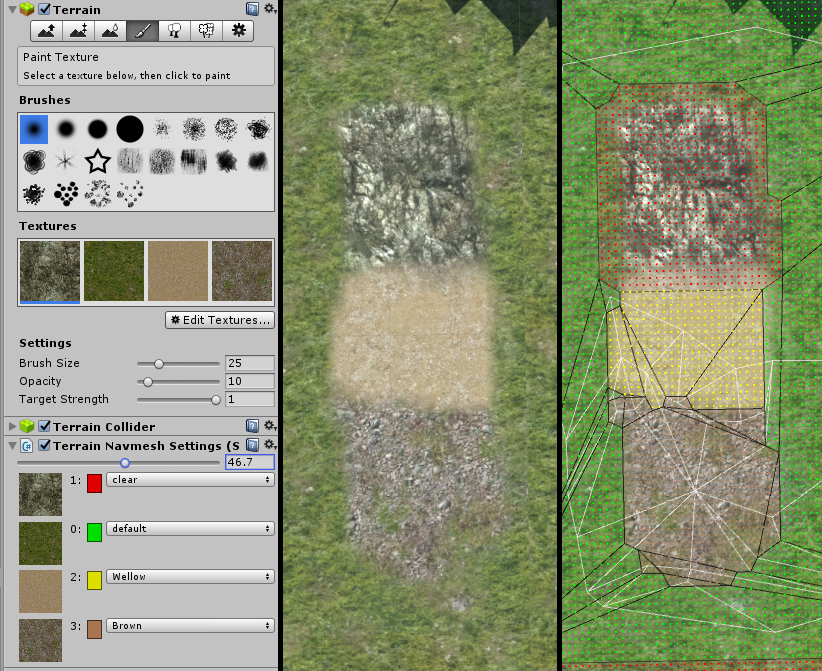 Terrain
Paint Texture
Select a texture below, then click to paint
Brushes
Textures
Edit Textures...
Settings
Brush Size 25
Opacity 10
Target Strength 1
Terrain Collider
C#
Terrain Navmesh Settings (S
46.7
1: clear
0: default
2: Wellow
3: Brown